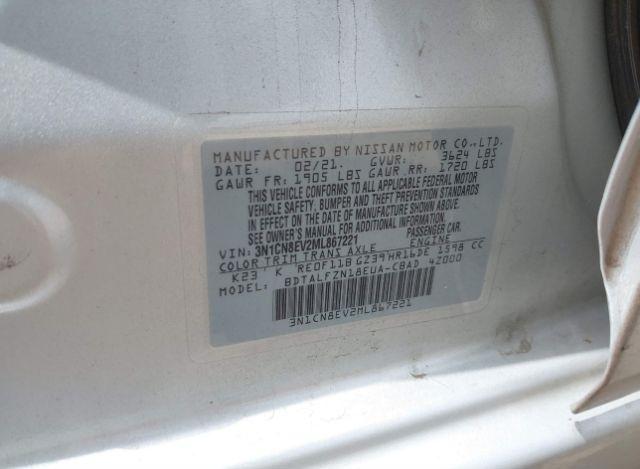 MANUFACTURED BY NISSAN MOTOR CO.,LTD.
DATE: 02/21. GVWR: 3624 LBS
GAWR FR: 1905 LBS GAWR RR: 1720 LBS
THIS VEHICLE CONFORMS TO ALL APPLICABLE FEDERAL MOTOR
VEHICLE SAFETY, BUMPER AND THEFT PREVENTION STANDARDS
IN EFFECT ON THE DATE OF MANUFACTURE SHOWN ABOVE.
SEE OWNER'S MANUAL FOR ADDITIONAL INFORMATION.
VIN: 3N1CN8EV2ML867221 PASSENGER CAR.
COLOR TRIM TRANS AXLE ENGINE
K23 K RE0F11B GZ39 HR16DE 1598 CC
MODEL: BDTALFZN18EUA-CBAD 42000
3N1CN8EV2ML867221